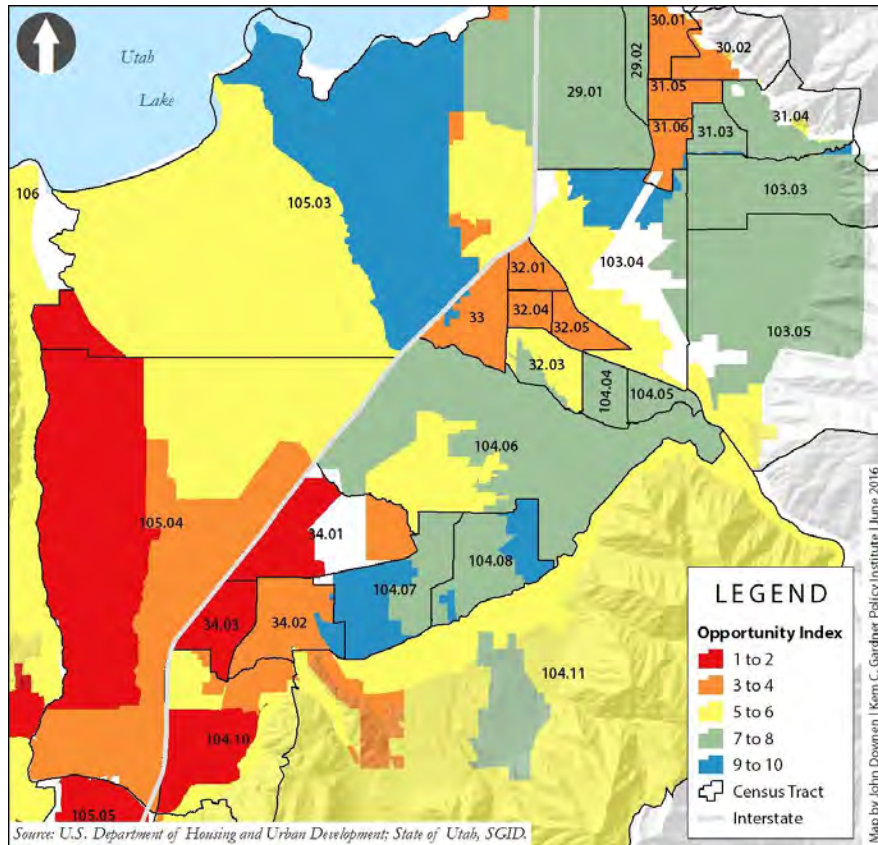 Utah
Lake
30.01
30.02
29.02
29.01
31.05
31.04
31.06
31.03
106
105.03
103.03
103.04
32.01
33
32.04
32.05
103.05
32.03
104.04
104.05
104.06
105.04
34.01
104.08
104.07
34.03
34.02
104.11
104.10
105.05
LEGEND
Opportunity Index
1 to 2
3 to 4
5 to 6
7 to 8
9 to 10
Census Tract
Interstate
Source: U.S. Department of Housing and Urban Development; State of Utah, SGID.
Map by John Downen | Kem C. Gardner Policy Institute | June 2016